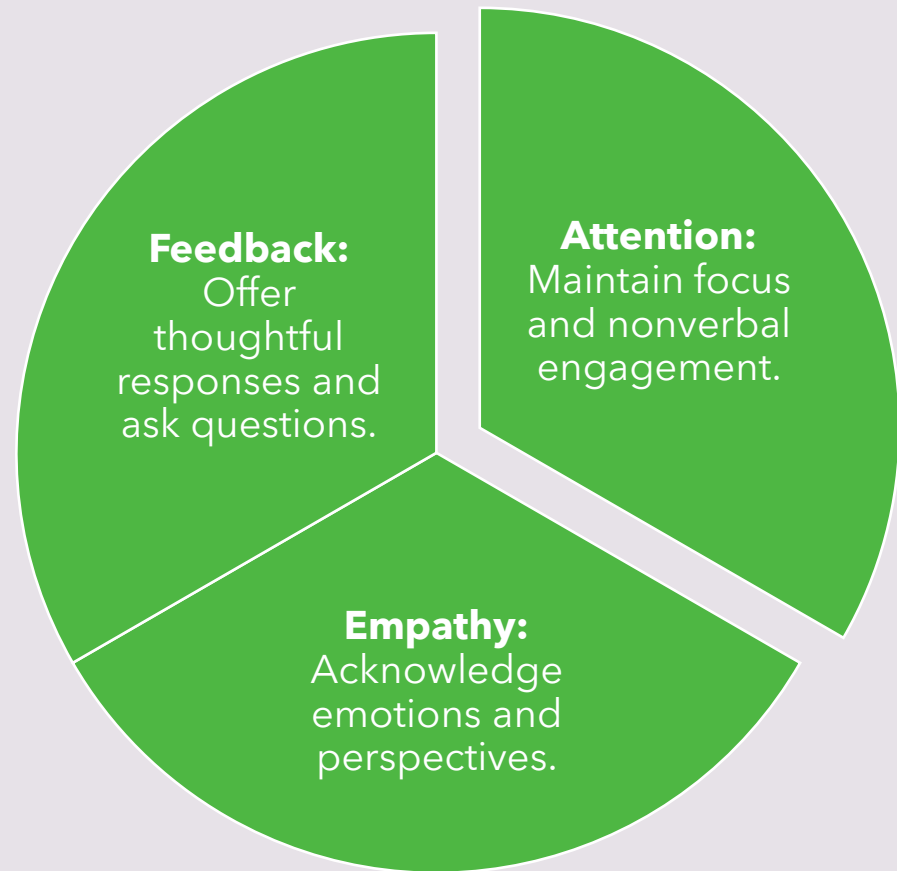 Feedback:
Offer
thoughtful
responses and
ask questions.
Attention:
Maintain focus
and nonverbal
engagement.
Empathy:
Acknowledge
emotions and
perspectives.